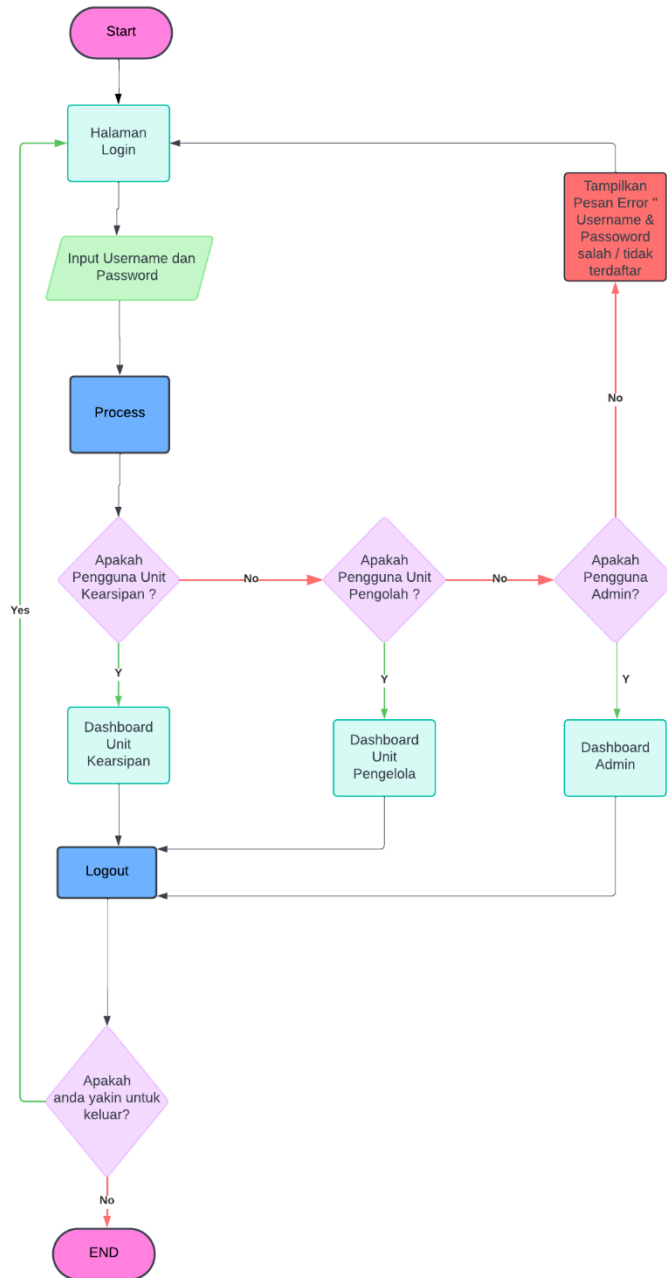 Start
Halaman
Login
Tampilkan
Pesan Error "
Username &
Passoword
salah / tidak
terdaftar
Input Username dan
Password
Process
No
Apakah
Pengguna Unit
Kearsipan ?
No
Apakah
Pengguna Unit
Pengolah ?
No
Apakah
Pengguna
Admin?
Yes
Y
Y
Y
Dashboard
Unit
Kearsipan
Dashboard
Unit
Pengelola
Dashboard
Admin
Logout
Apakah
anda yakin untuk
keluar?
No
END